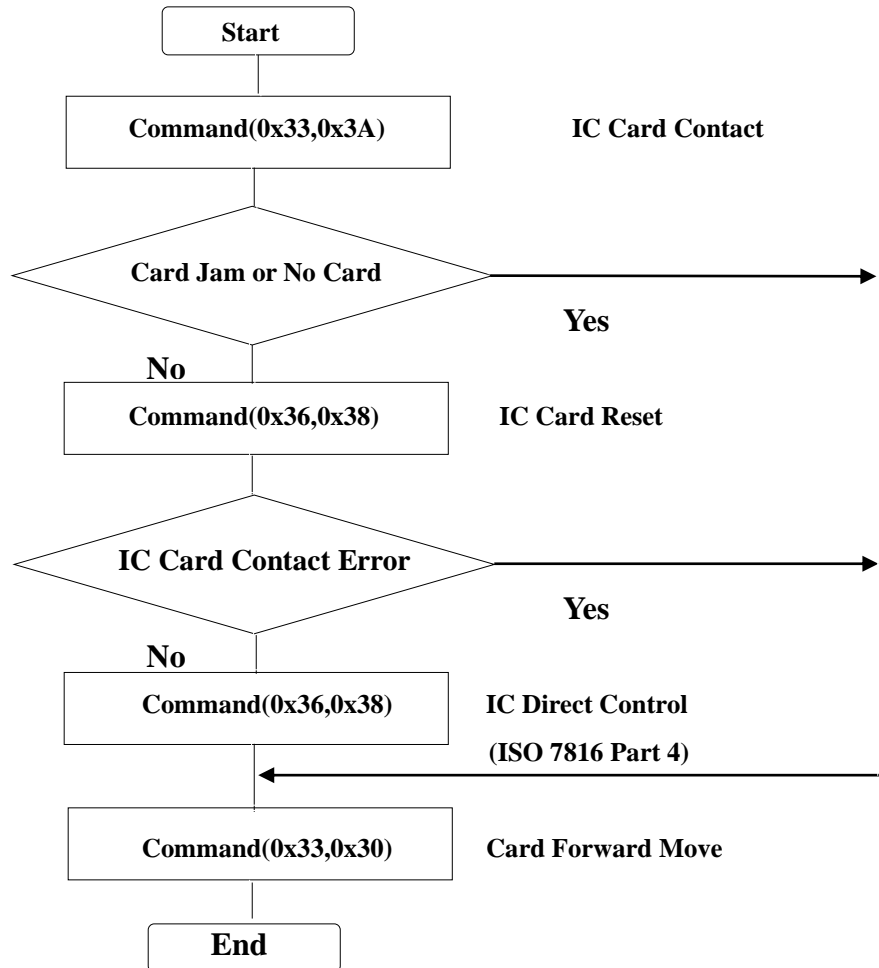 Start
Command(0x33,0x3A) IC Card Contact
Card Jam or No Card
Yes
No
Command(0x36,0x38) IC Card Reset
IC Card Contact Error
Yes
No
Command(0x36,0x38) IC Direct Control
(ISO 7816 Part 4)
Command(0x33,0x30) Card Forward Move
End